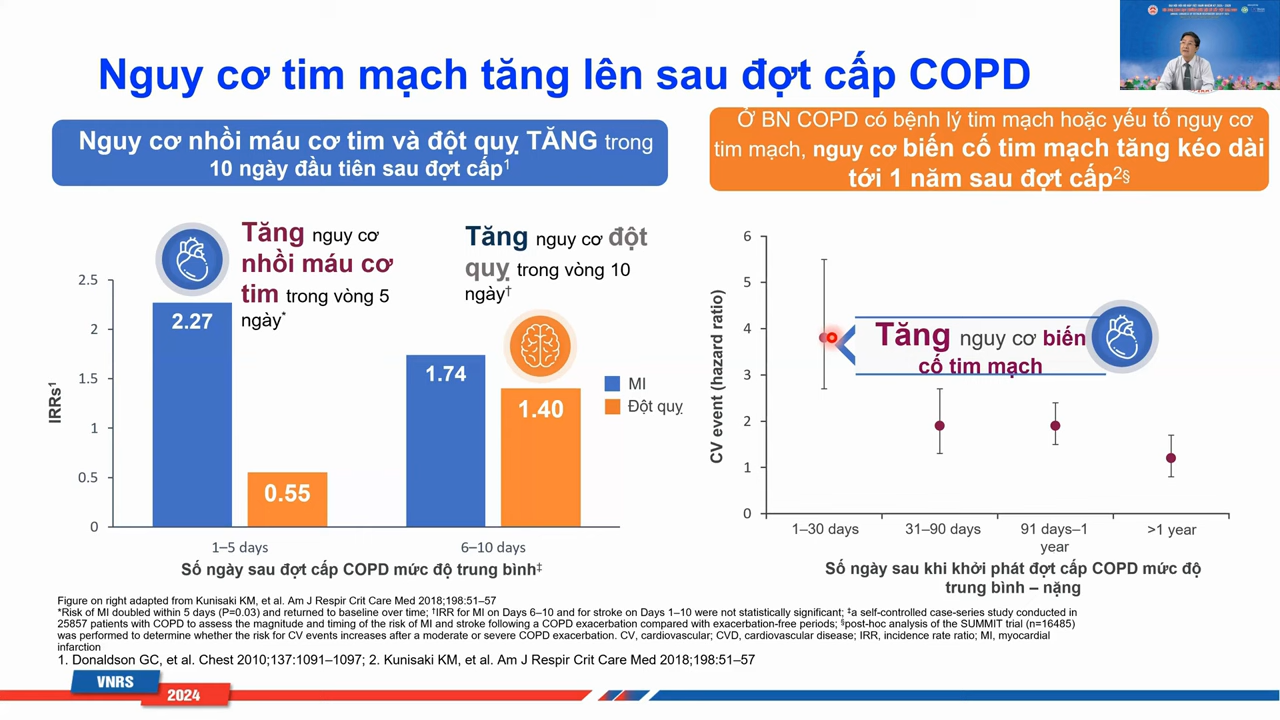 Nguy cơ tim mạch tăng lên sau đợt cấp COPD
Nguy cơ nhồi máu cơ tim và đột quỵ TĂNG trong
10 ngày đầu tiên sau đợt cấp¹
Ở BN COPD có bệnh lý tim mạch hoặc yếu tố nguy cơ
tim mạch, nguy cơ biến cố tim mạch tăng kéo dài
tới 1 năm sau đợt cấp²§
Tăng nguy cơ
nhồi máu cơ
tim trong vòng 5
ngày*
Tăng nguy cơ đột
quỵ trong vòng 10
ngày†
IRRs¹
2.5
2
1.5
1
0.5
0
2.27
0.55
1.74
1.40
MI
Đột quỵ
1–5 days
6–10 days
Số ngày sau đợt cấp COPD mức độ trung bình‡
CV event (hazard ratio)
6
5
4
3
2
1
0
Tăng nguy cơ biến
cố tim mạch
1–30 days
31–90 days
91 days–1
year
>1 year
Số ngày sau khi khởi phát đợt cấp COPD mức độ
trung bình – nặng
Figure on right adapted from Kunisaki KM, et al. Am J Respir Crit Care Med 2018;198:51–57
*Risk of MI doubled within 5 days (P=0.03) and returned to baseline over time; †IRR for MI on Days 6–10 and for stroke on Days 1–10 were not statistically significant; ‡a self-controlled case-series study conducted in
25857 patients with COPD to assess the magnitude and timing of the risk of MI and stroke following a COPD exacerbation compared with exacerbation-free periods; §post-hoc analysis of the SUMMIT trial (n=16485)
was performed to determine whether the risk for CV events increases after a moderate or severe COPD exacerbation. CV, cardiovascular; CVD, cardiovascular disease; IRR, incidence rate ratio; MI, myocardial
infarction
1. Donaldson GC, et al. Chest 2010;137:1091–1097; 2. Kunisaki KM, et al. Am J Respir Crit Care Med 2018;198:51–57
VNRS
2024